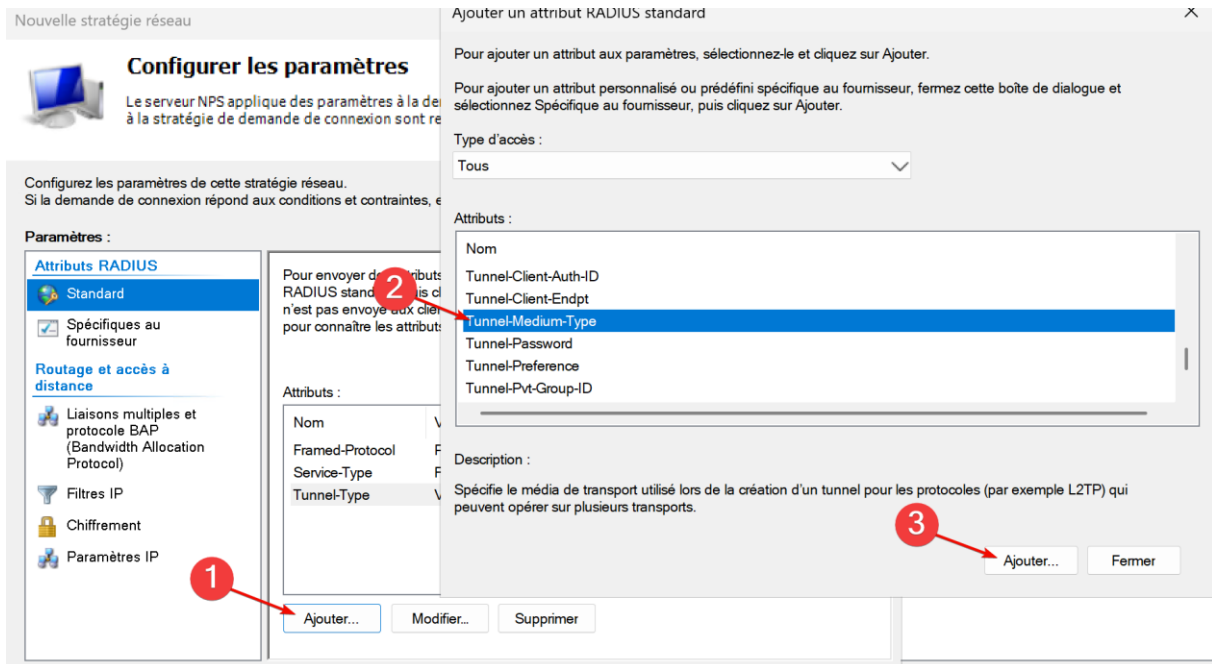 Nouvelle stratégie réseau
Configurer les paramètres
Le serveur NPS applique des paramètres à la
à la stratégie de demande de connexion sont
Configurez les paramètres de cette stratégie réseau.
Si la demande de connexion répond aux conditions et contraintes,
Paramètres :
Attributs RADIUS
Standard
Spécifiques au
fournisseur
Routage et accès à
distance
Liaisons multiples et
protocole BAP
(Bandwidth Allocation
Protocol)
Filtres IP
Chiffrement
Paramètres IP
Pour envoyer
RADIUS
n'est pas envoyé aux
pour connaître les
Attributs :
Nom V
Framed-Protocol F
Service-Type F
Tunnel-Type V
1
Ajouter... Modifier... Supprimer
Ajouter un attribut RADIUS standard
Pour ajouter un attribut aux paramètres, sélectionnez-le et cliquez sur Ajouter.
Pour ajouter un attribut personnalisé ou prédéfini spécifique au fournisseur, fermez cette boîte de dialogue et
sélectionnez Spécifique au fournisseur, puis cliquez sur Ajouter.
Type d'accès :
Tous
Attributs :
Nom
Tunnel-Client-Auth-ID
Tunnel-Client-Endpt
2
Tunnel-Medium-Type
Tunnel-Password
Tunnel-Preference
Tunnel-Pvt-Group-ID
Description :
Spécifie le média de transport utilisé lors de la création d'un tunnel pour les protocoles (par exemple L2TP) qui
peuvent opérer sur plusieurs transports.
3
Ajouter... Fermer